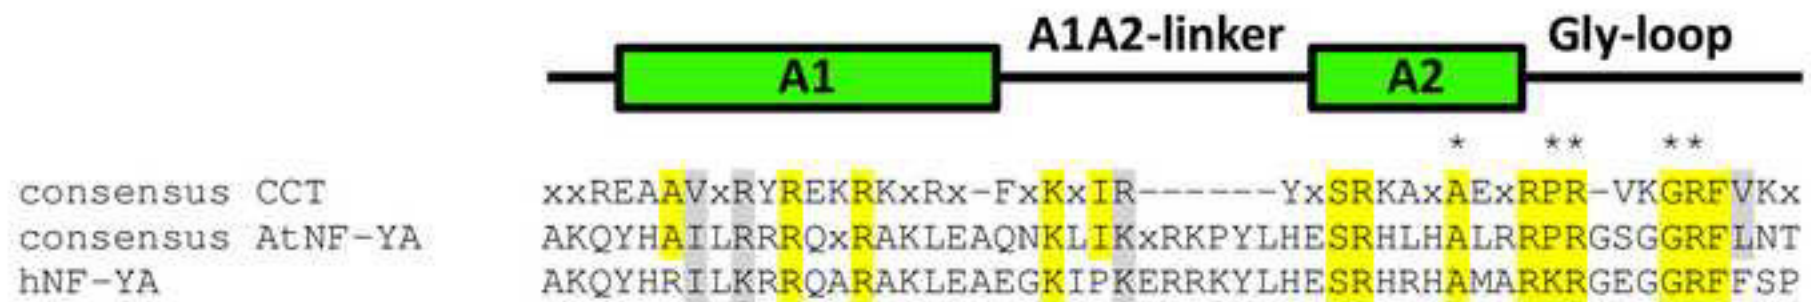 A1A2-linker Gly-loop
A1 A2
* ** **
consensus CCT xxREAAVxRYREKRKxRx-FxKxIR------YxSRKAxAExRPR-VKGRFVKx
consensus AtNF-YA AKQYHAILRRRQxRAKLEAQNKLIKxRKPYLHESRHLHALRRPRGSGGRFLNT
hNF-YA AKQYHRILKRRQARAKLEAEGKIPKERRKYLHESRHRHAMARKRGEGGRFFSP